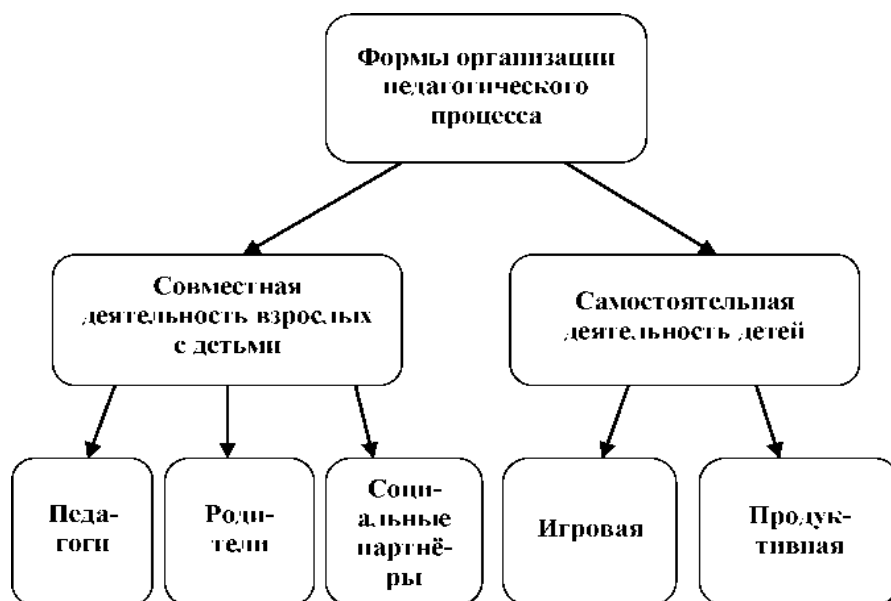 Формы организации
педагогического
процесса
Совместная
деятельность взрослых
с детьми
Самостоятельная
деятельность детей
Педа-
гоги
Роди-
тели
Соци-
альные
партнё-
ры
Игровая
Продук-
тивная